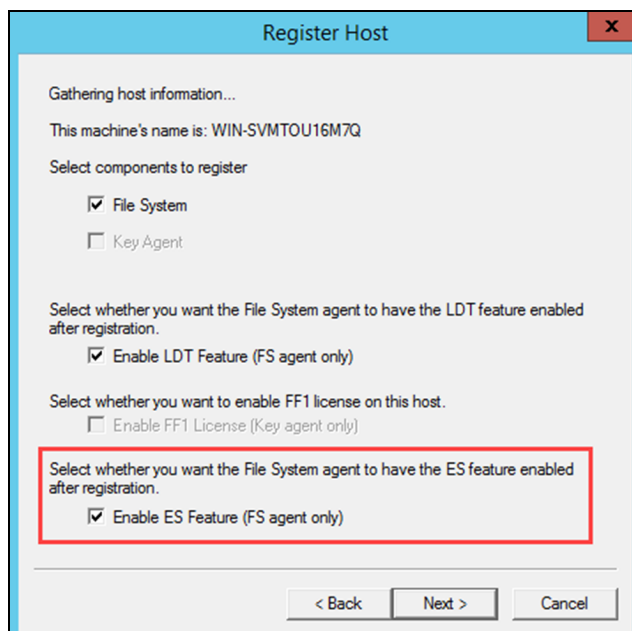 Register Host
x
Gathering host information...
This machine's name is: WIN-SVMTOU16M7Q
Select components to register
File System
Key Agent
Select whether you want the File System agent to have the LDT feature enabled
after registration.
Enable LDT Feature (FS agent only)
Select whether you want to enable FF1 license on this host.
Enable FF1 License (Key agent only)
Select whether you want the File System agent to have the ES feature enabled
after registration.
Enable ES Feature (FS agent only)
< Back Next > Cancel